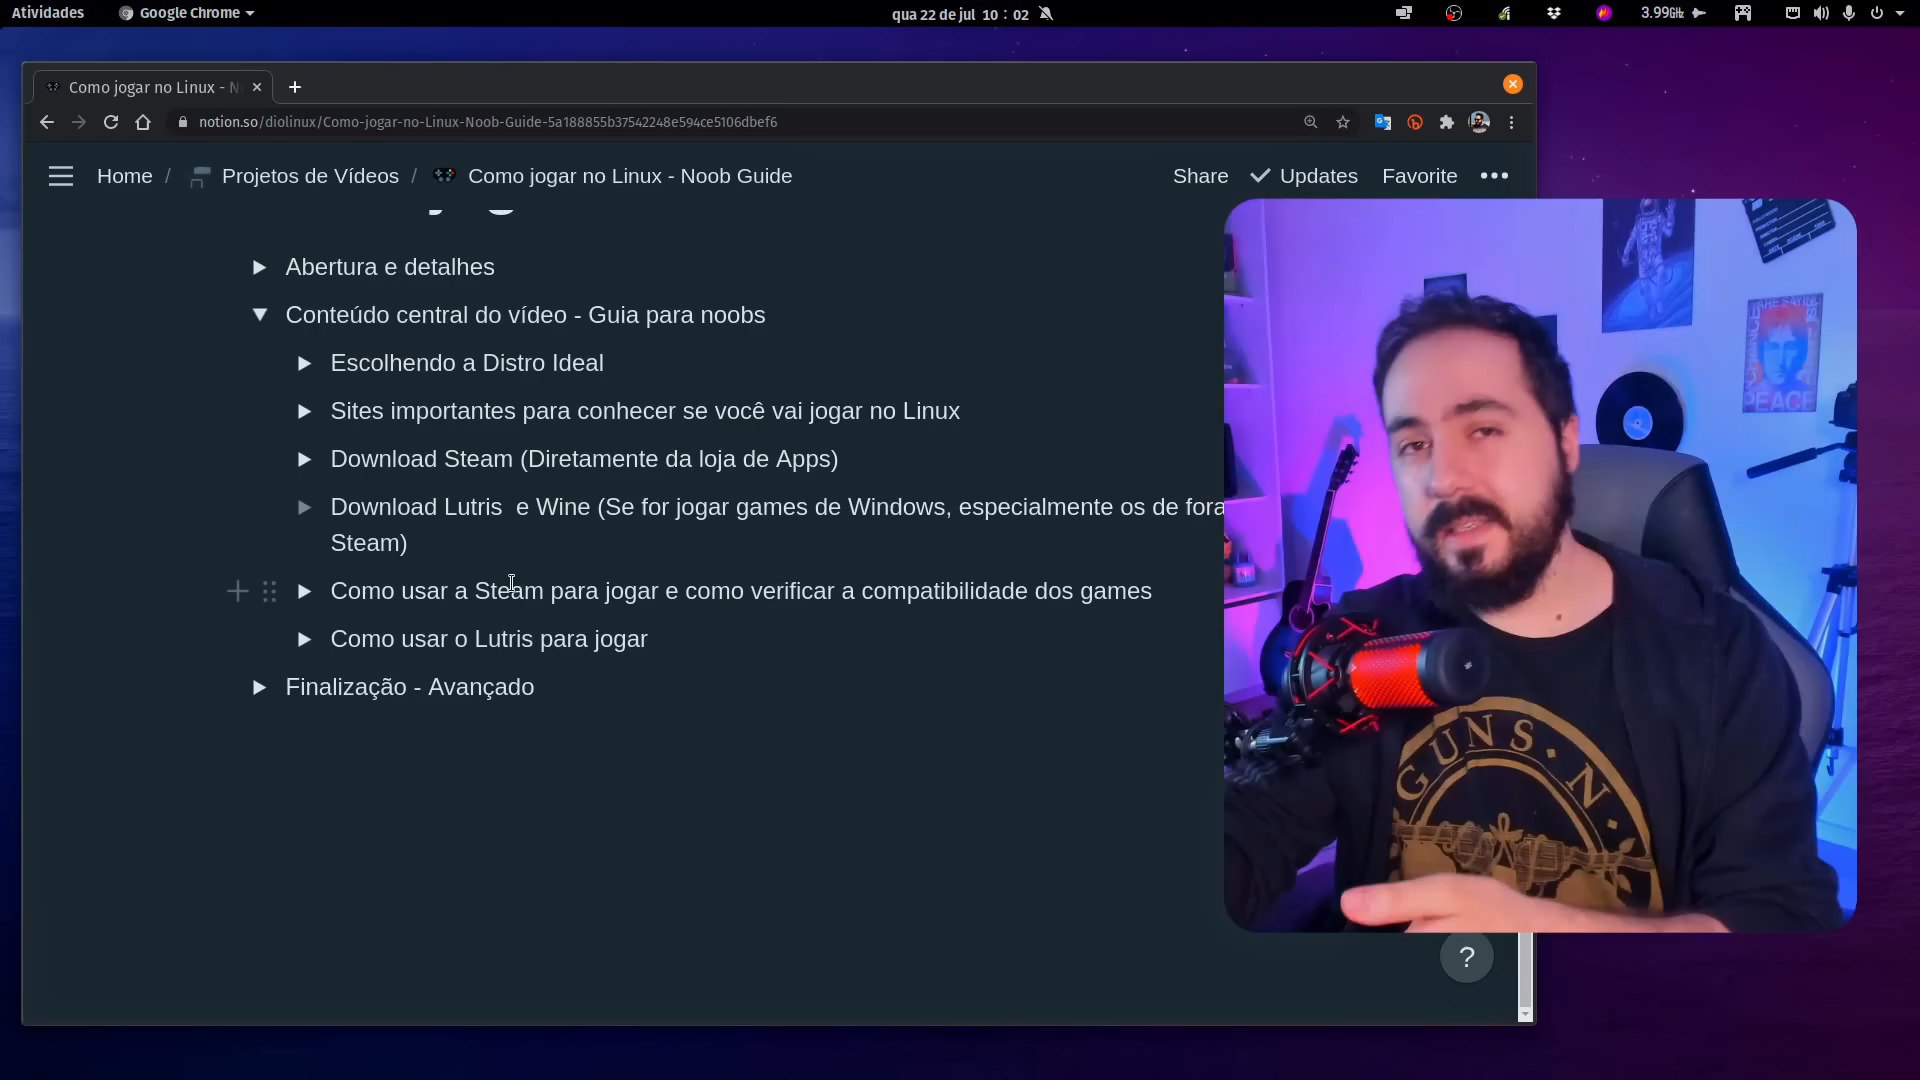 Atividades
Google Chrome
qua 22 de jul 10 : 02
3.99GHz
Como jogar no Linux - N
notion.so/diolinux/Como-jogar-no-Linux-Noob-Guide-5a188855b37542248e594ce5106dbef6
Home / Projetos de Vídeos / Como jogar no Linux - Noob Guide
Share Updates Favorite
Abertura e detalhes
Conteúdo central do vídeo - Guia para noobs
Escolhendo a Distro Ideal
Sites importantes para conhecer se você vai jogar no Linux
Download Steam (Diretamente da loja de Apps)
Download Lutris e Wine (Se for jogar games de Windows, especialmente os de fora
Steam)
Como usar a Steam para jogar e como verificar a compatibilidade dos games
Como usar o Lutris para jogar
Finalização - Avançado
PEACE
GUNS N
?